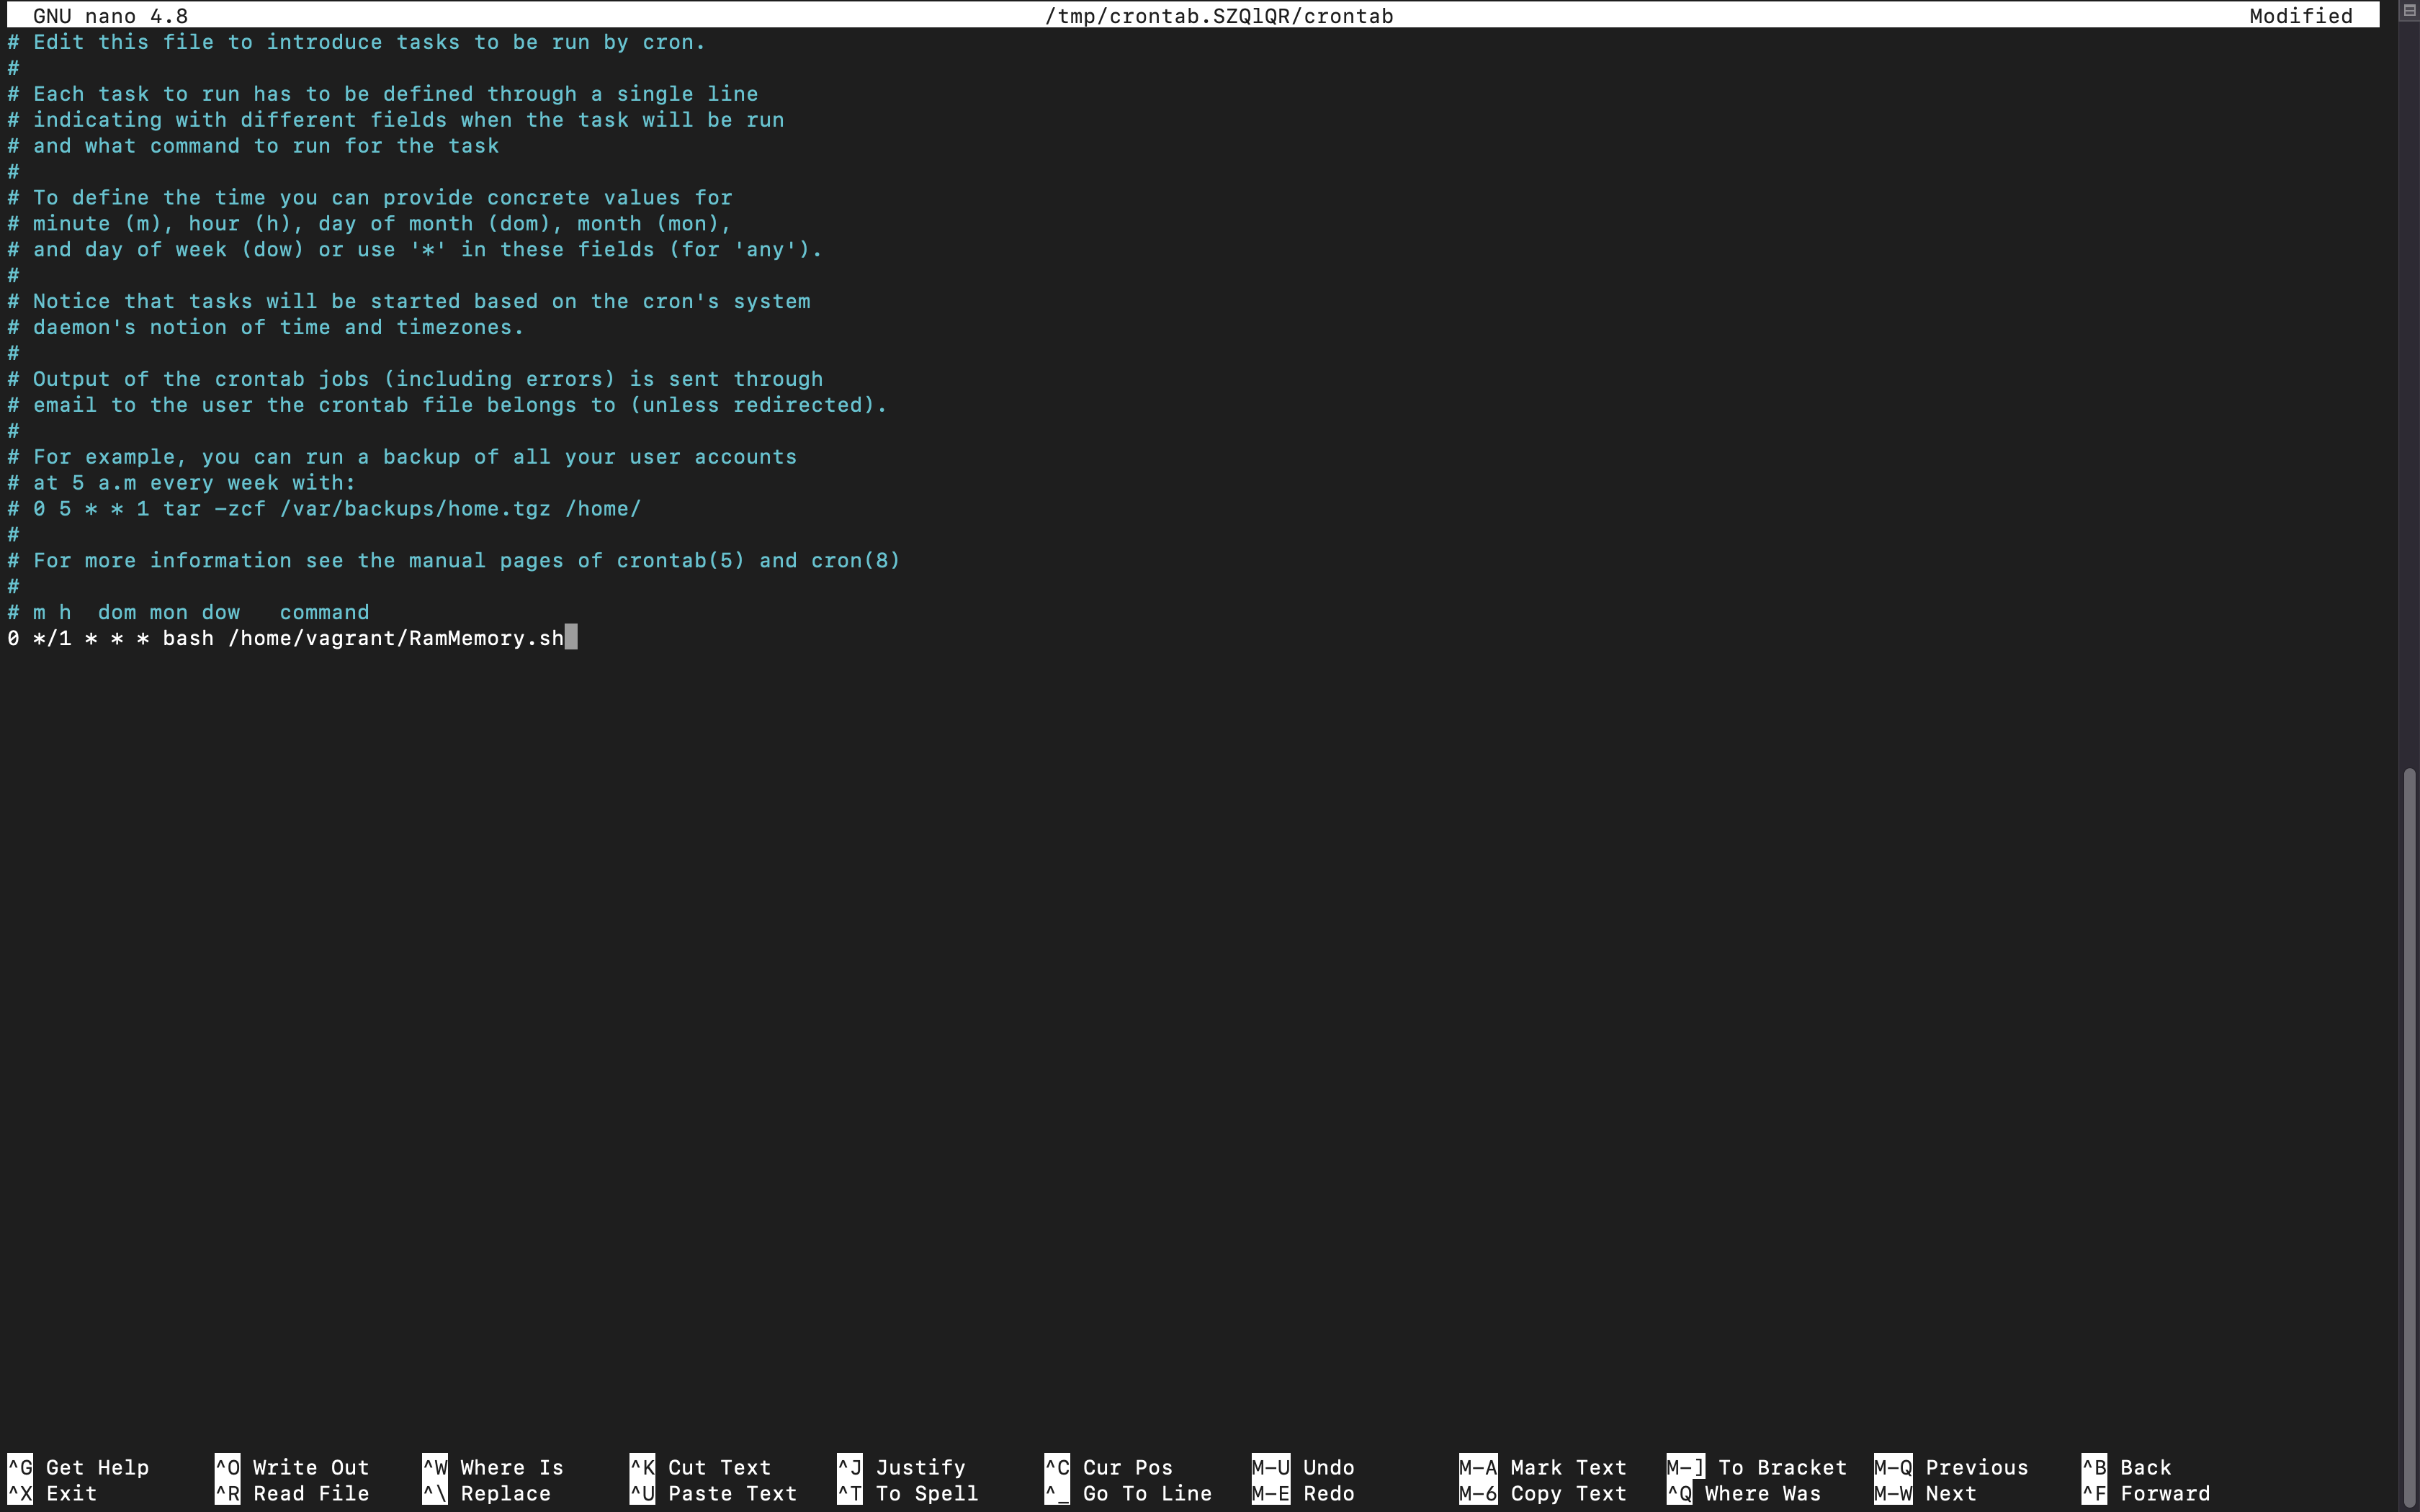 GNU nano 4.8 /tmp/crontab.SZQlQR/crontab Modified
# Edit this file to introduce tasks to be run by cron.
#
# Each task to run has to be defined through a single line
# indicating with different fields when the task will be run
# and what command to run for the task
#
# To define the time you can provide concrete values for
# minute (m), hour (h), day of month (dom), month (mon),
# and day of week (dow) or use '*' in these fields (for 'any').
#
# Notice that tasks will be started based on the cron's system
# daemon's notion of time and timezones.
#
# Output of the crontab jobs (including errors) is sent through
# email to the user the crontab file belongs to (unless redirected).
#
# For example, you can run a backup of all your user accounts
# at 5 a.m every week with:
# 0 5 * * 1 tar -zcf /var/backups/home.tgz /home/
#
# For more information see the manual pages of crontab(5) and cron(8)
#
# m h  dom mon dow   command
0 */1 * * * bash /home/vagrant/RamMemory.sh
^G Get Help ^O Write Out ^W Where Is ^K Cut Text ^J Justify ^C Cur Pos M-U Undo M-A Mark Text M-] To Bracket M-Q Previous ^B Back
^X Exit ^R Read File ^\ Replace ^U Paste Text ^T To Spell ^_ Go To Line M-E Redo M-6 Copy Text ^Q Where Was M-W Next ^F Forward